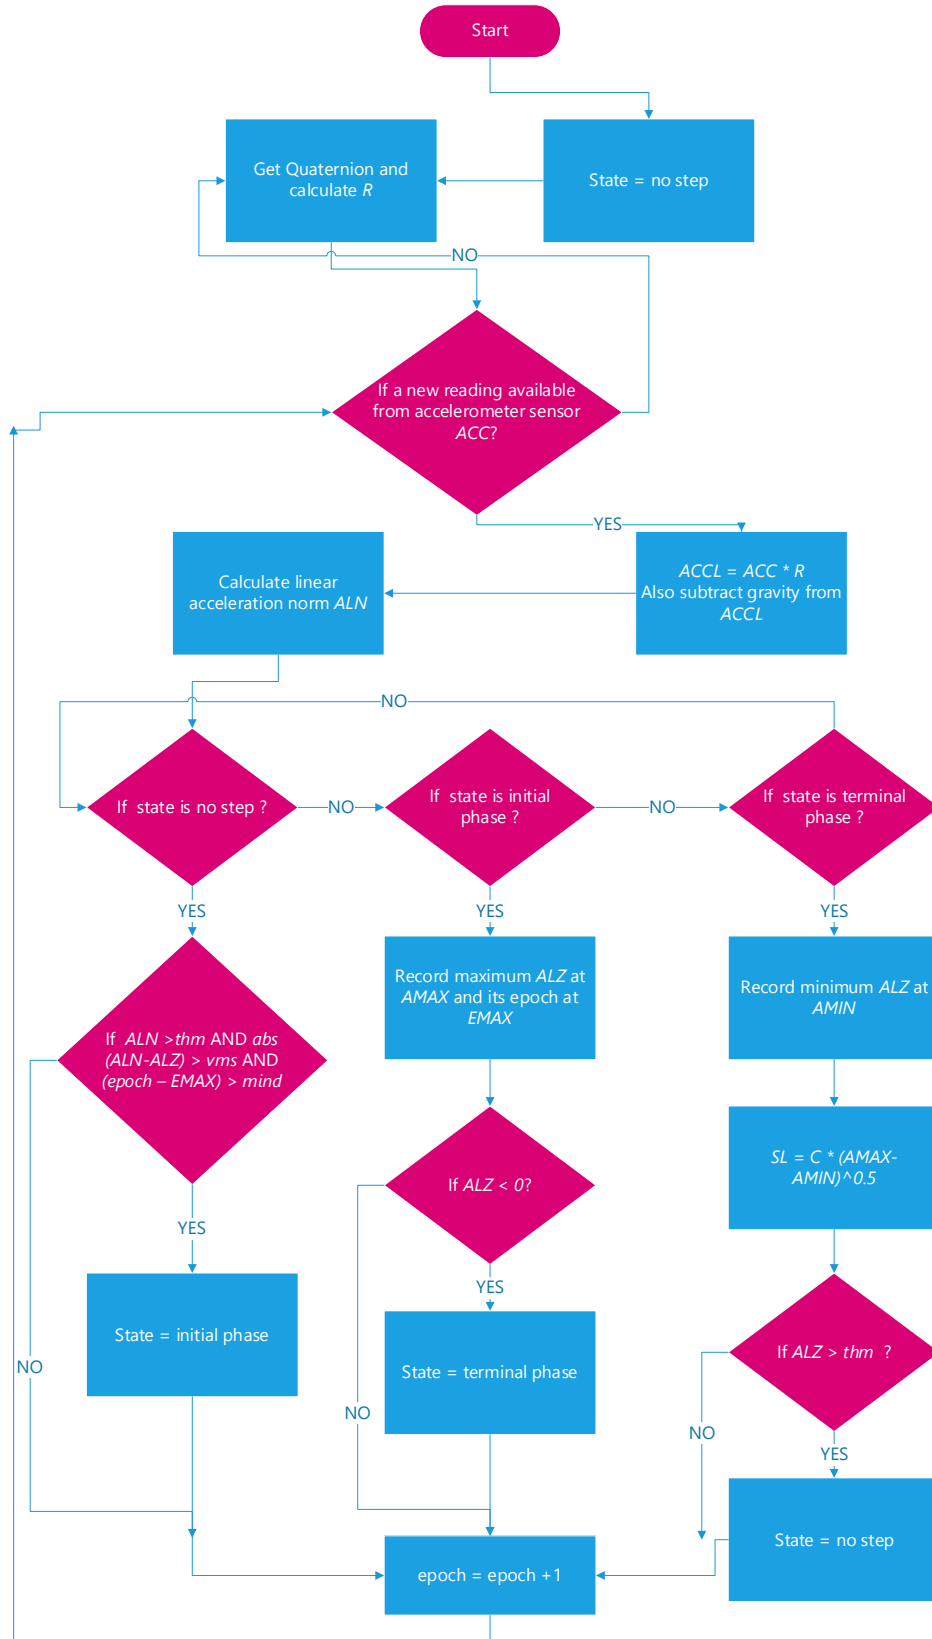 Start
Get Quaternion and
calculate R
State = no step
NO
If a new reading available
from accelerometer sensor
ACC?
YES
Calculate linear
acceleration norm ALN
ACCL = ACC * R
Also subtract gravity from
ACCL
NO
If state is no step ?
NO
If state is initial
phase ?
NO
If state is terminal
phase ?
YES
YES
YES
If ALN >thm AND abs
(ALN-ALZ) > vms AND
(epoch – EMAX) > mind
Record maximum ALZ at
AMAX and its epoch at
EMAX
Record minimum ALZ at
AMIN
If ALZ < 0?
SL = C * (AMAX-
AMIN)^0.5
YES
YES
State = initial phase
If ALZ > thm ?
NO
State = terminal phase
NO
NO
YES
State = no step
epoch = epoch +1